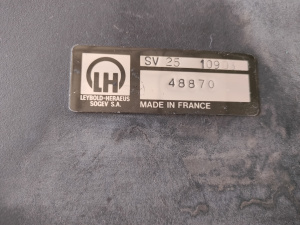 SV 25
48870
LH
LEYBOLD-HERAEUS
SOGEV S.A.
MADE IN FRANCE